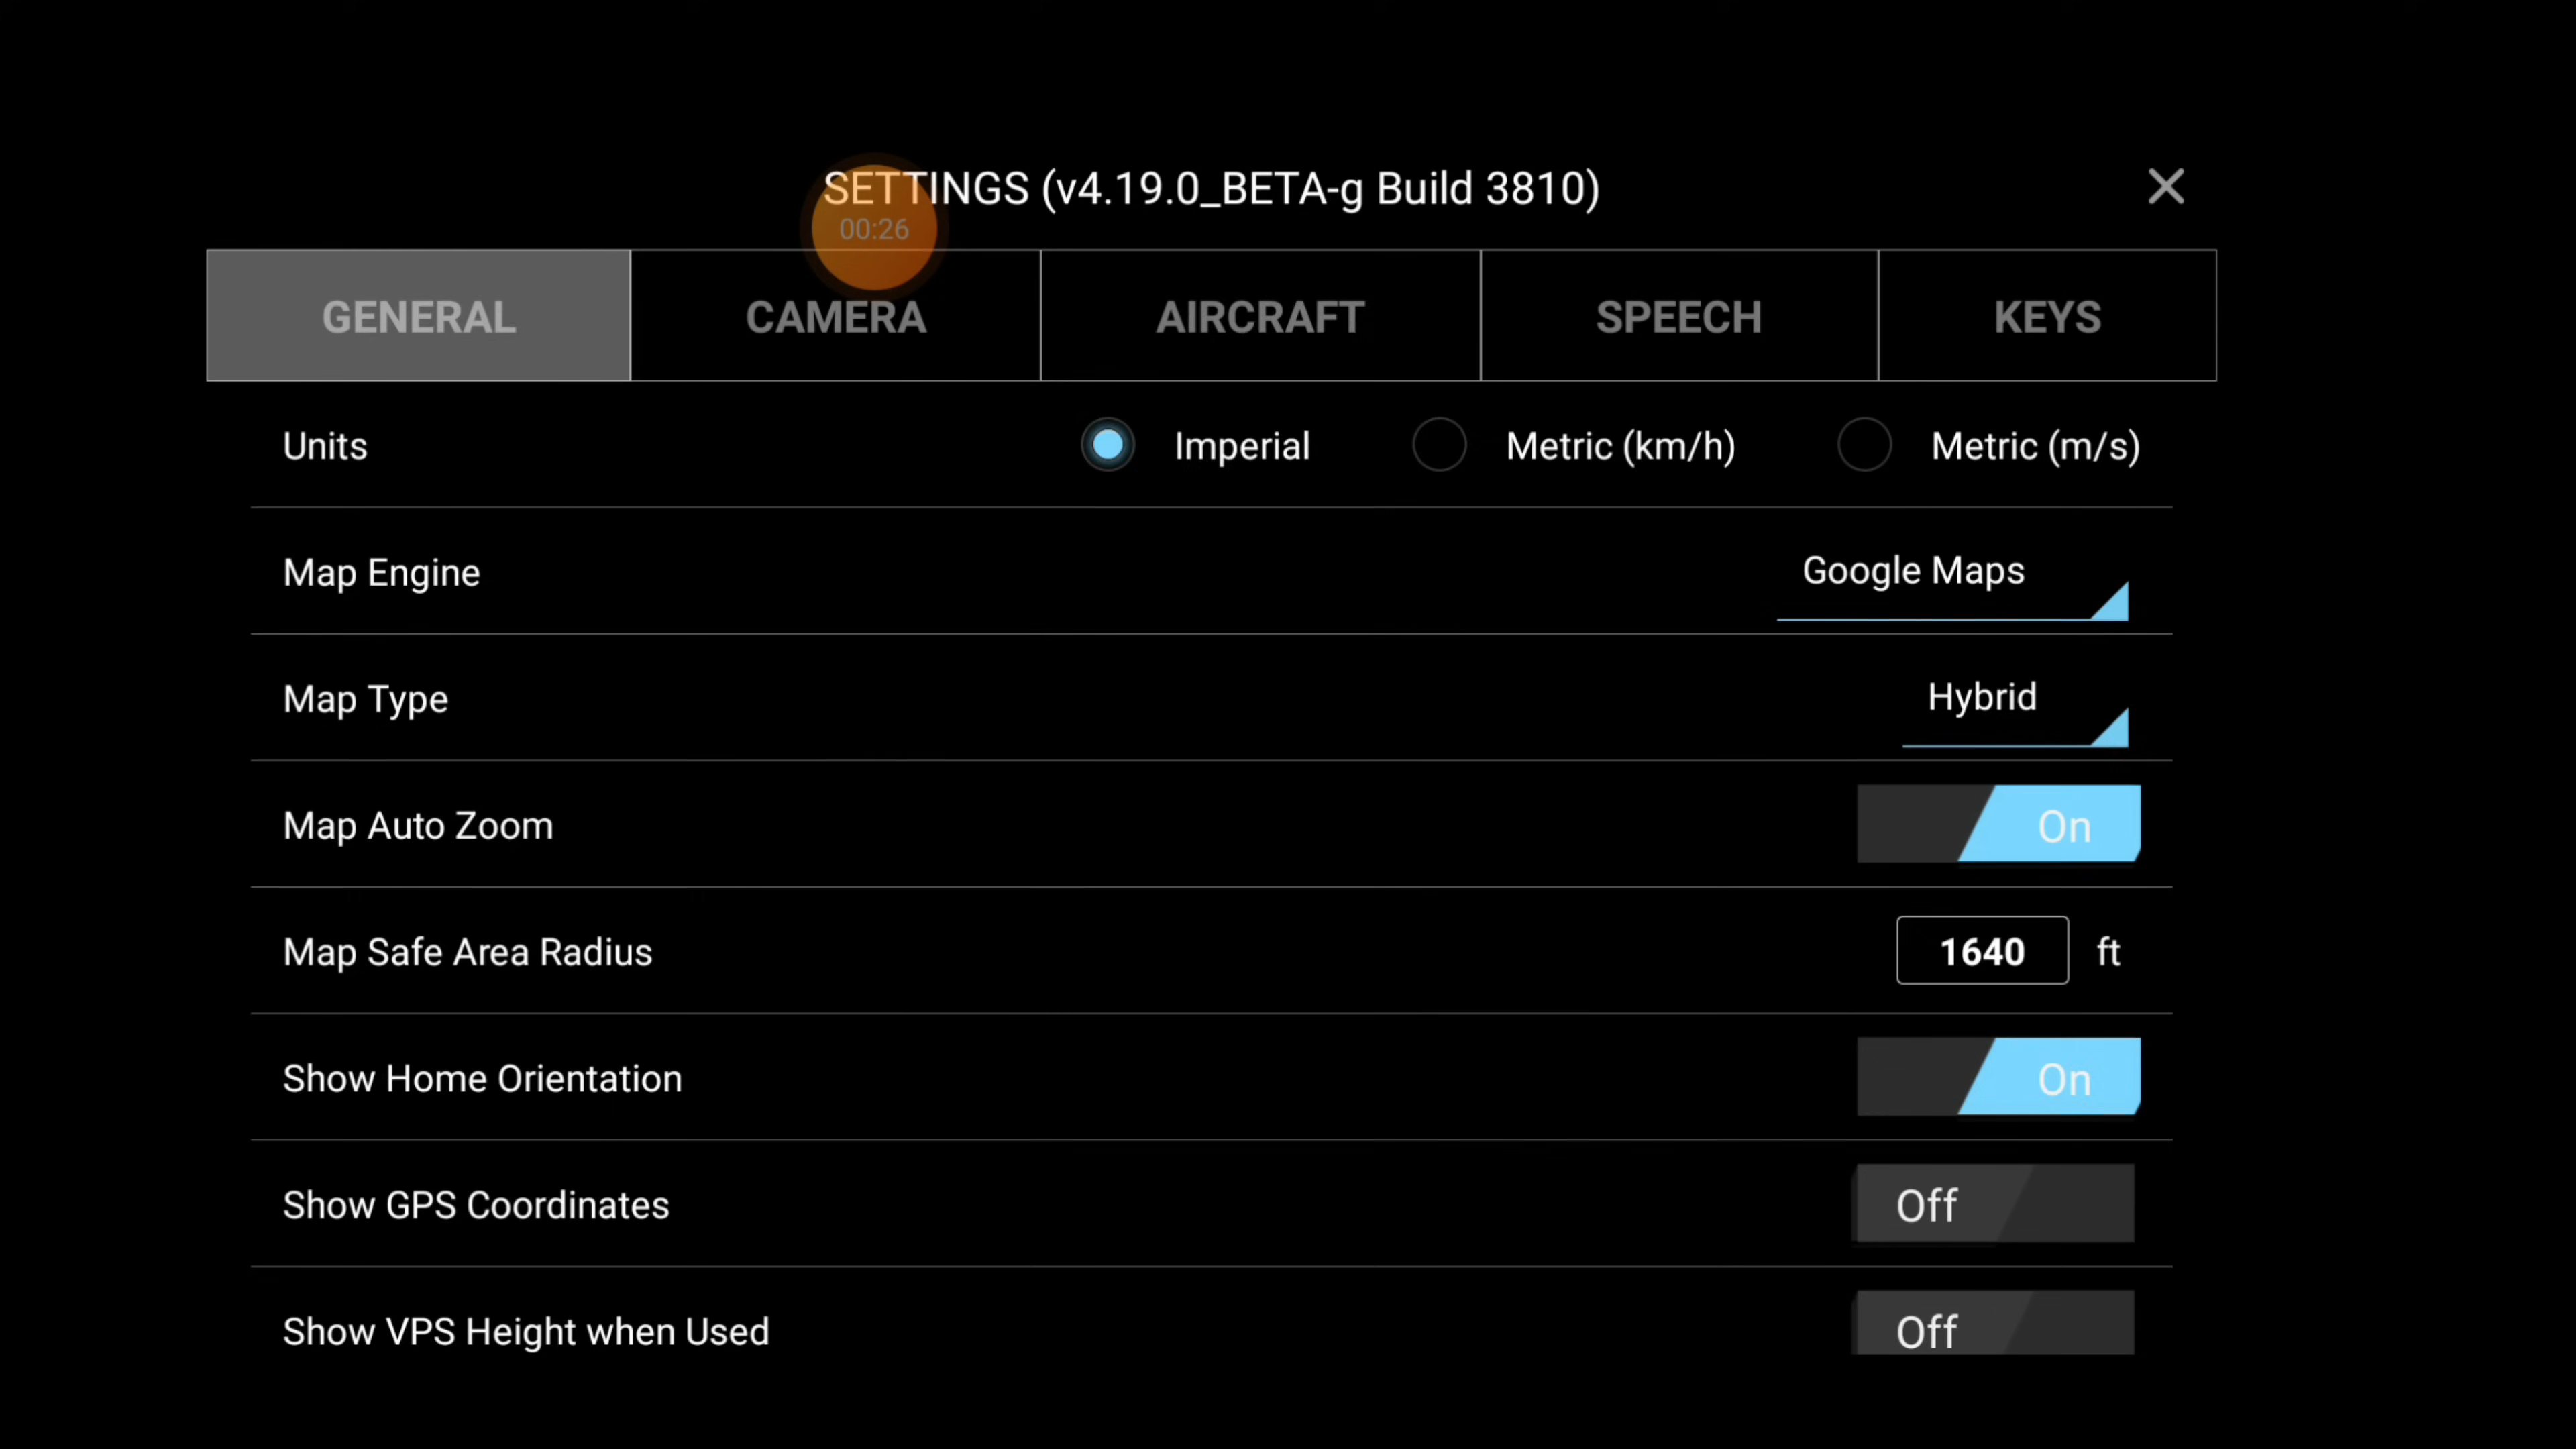 SETTINGS (v4.19.0_BETA-g Build 3810)
00:26
GENERAL CAMERA AIRCRAFT SPEECH KEYS
Units Imperial Metric (km/h) Metric (m/s)
Map Engine Google Maps
Map Type Hybrid
Map Auto Zoom On
Map Safe Area Radius 1640 ft
Show Home Orientation On
Show GPS Coordinates Off
Show VPS Height when Used Off